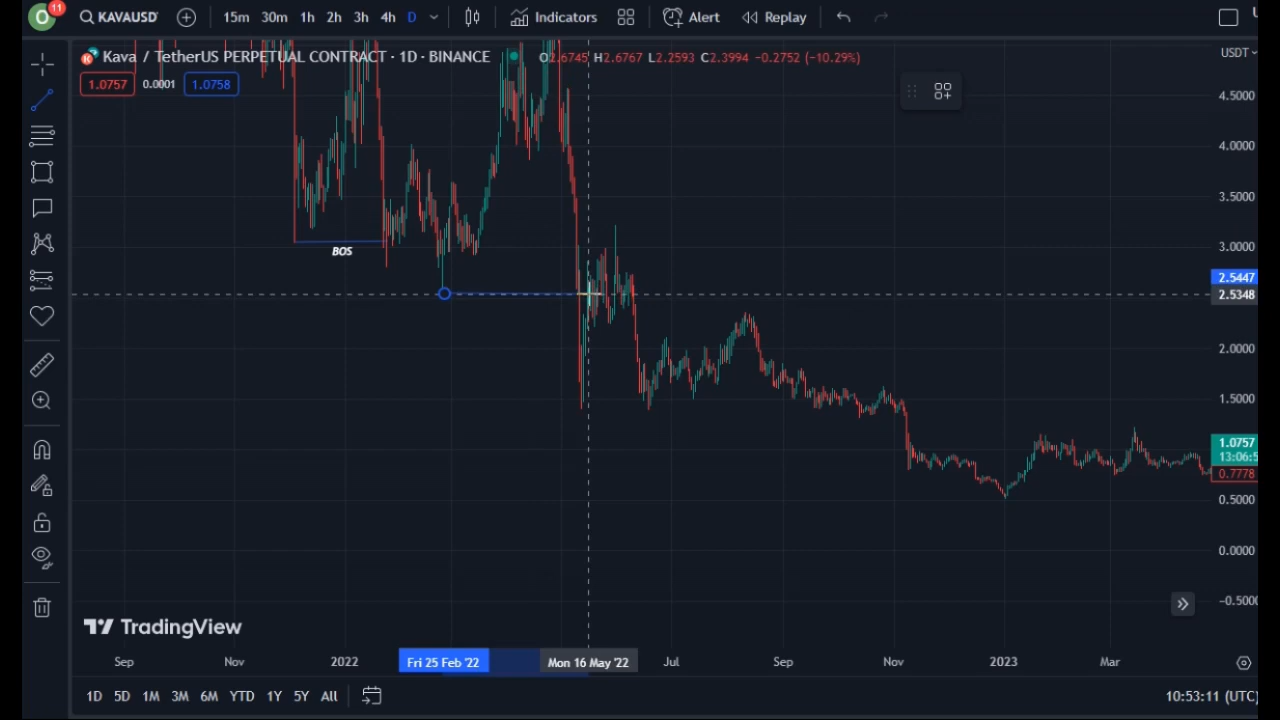 O 11 KAVAUSD 15m 30m 1h 2h 3h 4h D Indicators Alert Replay
Kava / TetherUS PERPETUAL CONTRACT · 1D · BINANCE O2.6745 H2.6767 L2.2593 C2.3994 -0.2752 (-10.29%) USDT
1.0757 0.0001 1.0758
4.5000
4.0000
3.5000
3.0000
BOS
2.5447
2.5348
2.0000
1.5000
1.0757
13:06:5
0.7778
0.5000
0.0000
-0.5000
TradingView
Sep Nov 2022 Fri 25 Feb '22 Mon 16 May '22 Jul Sep Nov 2023 Mar
1D 5D 1M 3M 6M YTD 1Y 5Y All 10:53:11 (UTC)